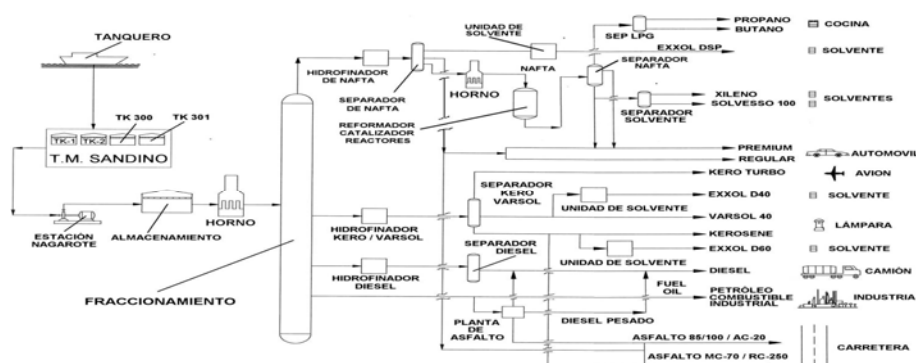 TANQUERO
TK 300
TK 301
TK-1
TK-2
T.M. SANDINO
ESTACIÓN
NAGAROTE
ALMACENAMIENTO
HORNO
FRACCIONAMIENTO
HIDROFINADOR
DE NAFTA
SEPARADOR
DE NAFTA
UNIDAD DE
SOLVENTE
HORNO
REFORMADOR
CATALIZADOR
REACTORES
NAFTA
SEP LPG
SEPARADOR
NAFTA
SEPARADOR
SOLVENTE
PROPANO
BUTANO
COCINA
EXXOL DSP
SOLVENTE
XILENO
SOLVESSO 100
SOLVENTES
PREMIUM
REGULAR
AUTOMOVIL
KERO TURBO
AVION
HIDROFINADOR
KERO / VARSOL
SEPARADOR
KERO
VARSOL
EXXOL D40
UNIDAD DE SOLVENTE
SOLVENTE
VARSOL 40
KEROSENE
LÁMPARA
EXXOL D60
UNIDAD DE SOLVENTE
SOLVENTE
HIDROFINADOR
DIESEL
SEPARADOR
DIESEL
DIESEL
CAMIÓN
FUEL
OIL
PETRÓLEO
COMBUSTIBLE
INDUSTRIAL
INDUSTRIA
PLANTA
DE
ASFALTO
DIESEL PESADO
ASFALTO 85/100 / AC-20
ASFALTO MC-70 / RC-250
CARRETERA